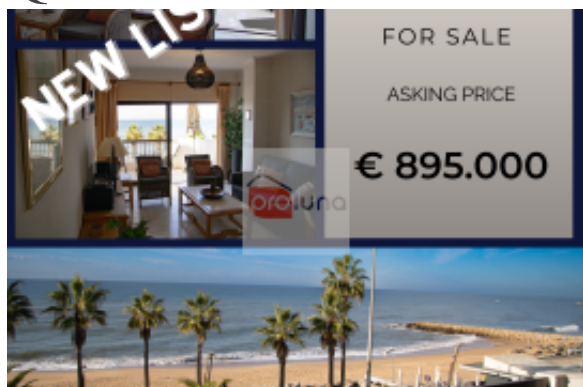 NEW LIS
FOR SALE
ASKING PRICE
€ 895.000
proluna